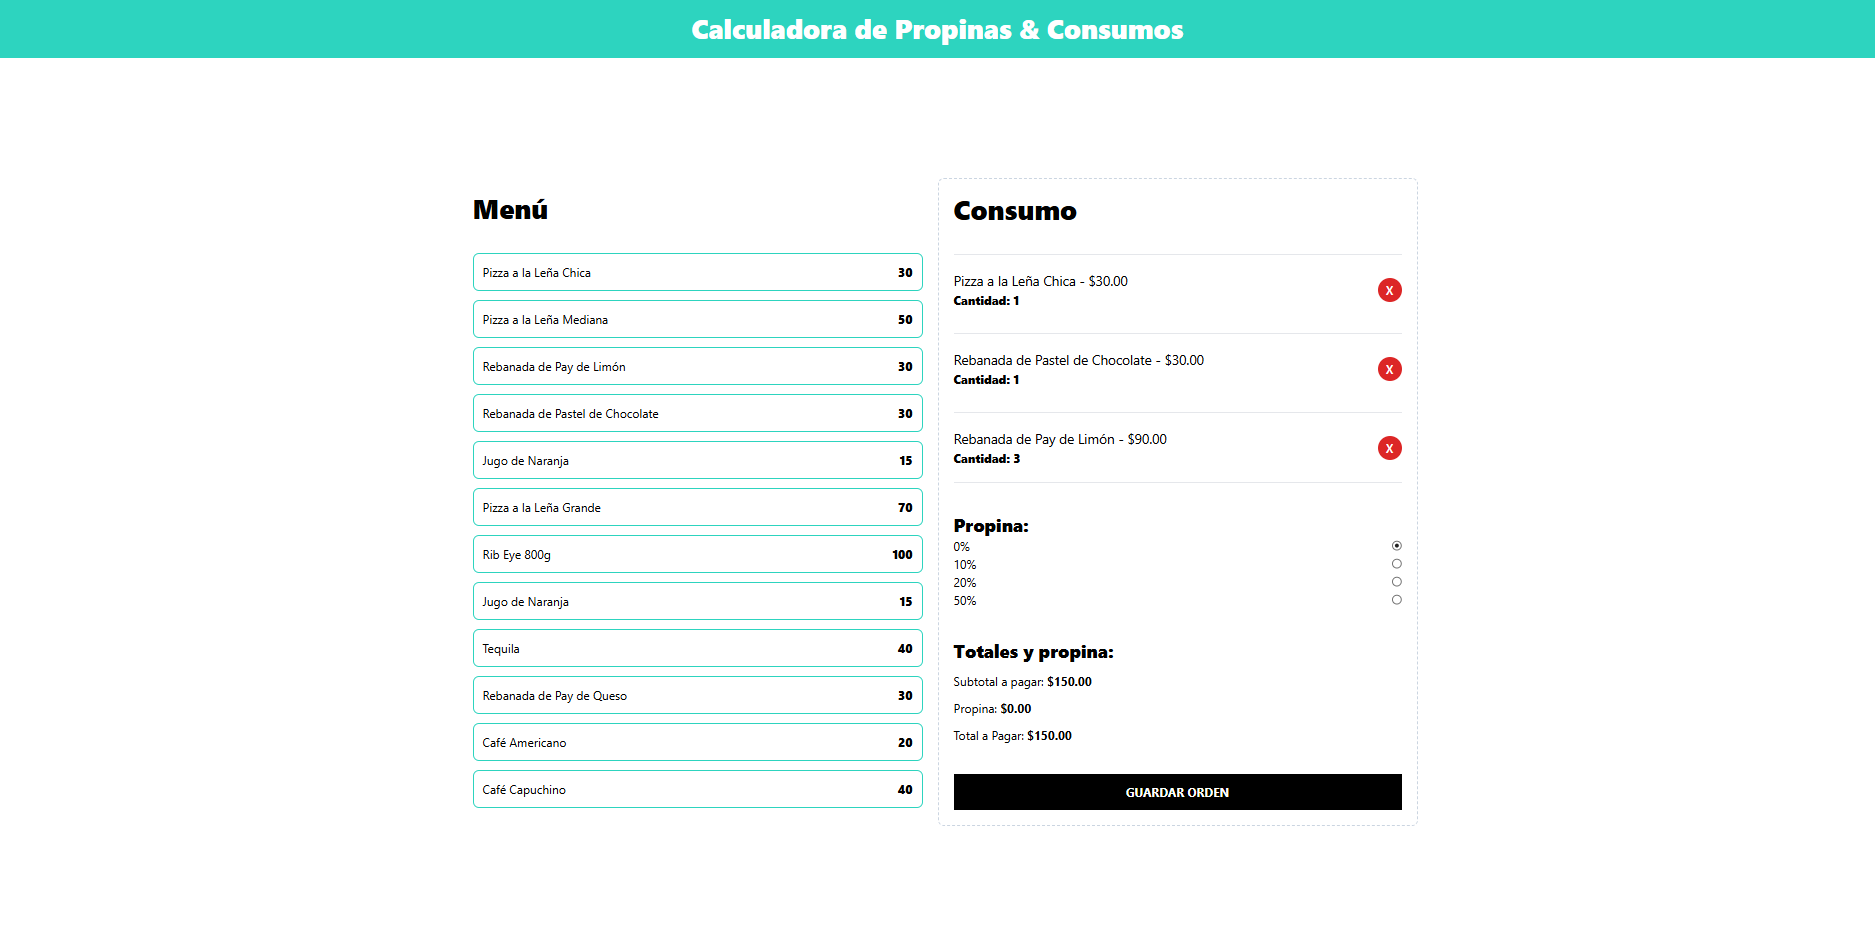 Calculadora de Propinas & Consumos
Menú
Pizza a la Leña Chica 30
Pizza a la Leña Mediana 50
Rebanada de Pay de Limón 30
Rebanada de Pastel de Chocolate 30
Jugo de Naranja 15
Pizza a la Leña Grande 70
Rib Eye 800g 100
Jugo de Naranja 15
Tequila 40
Rebanada de Pay de Queso 30
Café Americano 20
Café Capuchino 40
Consumo
Pizza a la Leña Chica - $30.00
Cantidad: 1
X
Rebanada de Pastel de Chocolate - $30.00
Cantidad: 1
X
Rebanada de Pay de Limón - $90.00
Cantidad: 3
X
Propina:
0%
10%
20%
50%
Totales y propina:
Subtotal a pagar: $150.00
Propina: $0.00
Total a Pagar: $150.00
GUARDAR ORDEN